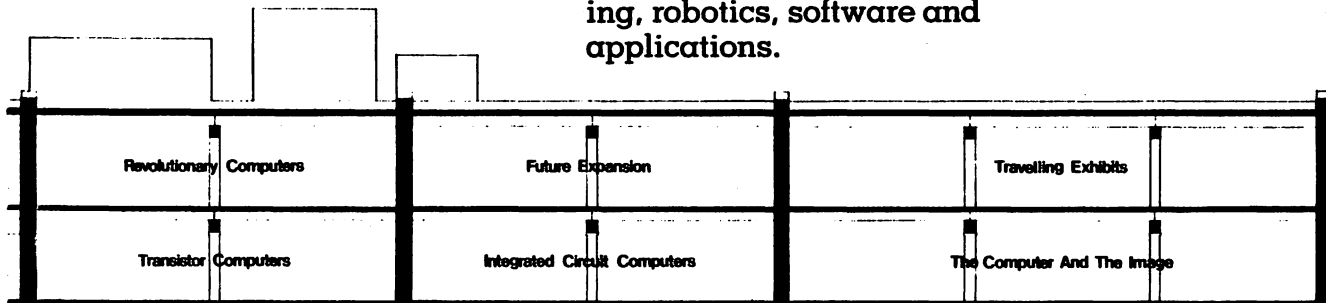 ing, robotics, software and
applications.
Revolutionary Computers
Future Expansion
Travelling Exhibits
Transistor Computers
Integrated Circuit Computers
The Computer And The Image